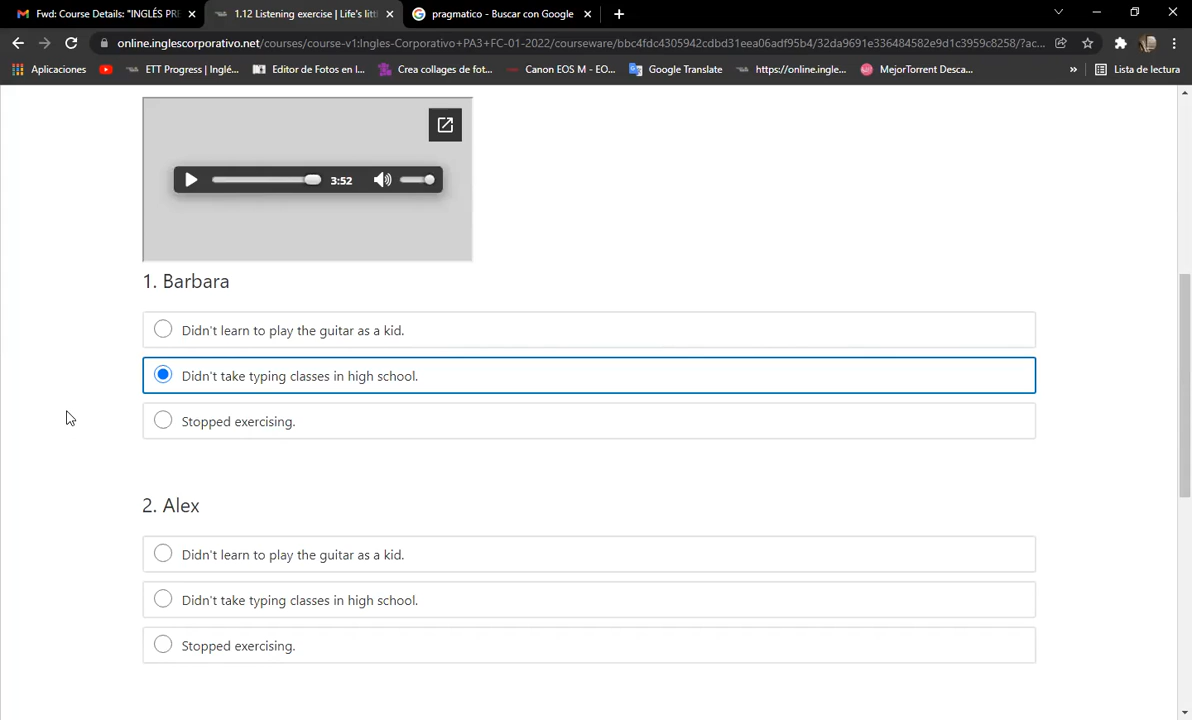 Fwd: Course Details: "INGLÉS PRE
1.12 Listening exercise | Life's littl
pragmatico - Buscar con Google
online.inglescorporativo.net/courses/course-v1:Ingles-Corporativo+PA3+FC-01-2022/courseware/bbc4fdc4305942cdbd31eea06adf95b4/32da9691e336484582e9d1c3959c8258/?ac...
Aplicaciones
ETT Progress | Inglé...
Editor de Fotos en l...
Crea collages de fot...
Canon EOS M - EO...
Google Translate
https://online.ingle...
MejorTorrent Desca...
»
Lista de lectura
3:52
1. Barbara
Didn't learn to play the guitar as a kid.
Didn't take typing classes in high school.
Stopped exercising.
2. Alex
Didn't learn to play the guitar as a kid.
Didn't take typing classes in high school.
Stopped exercising.